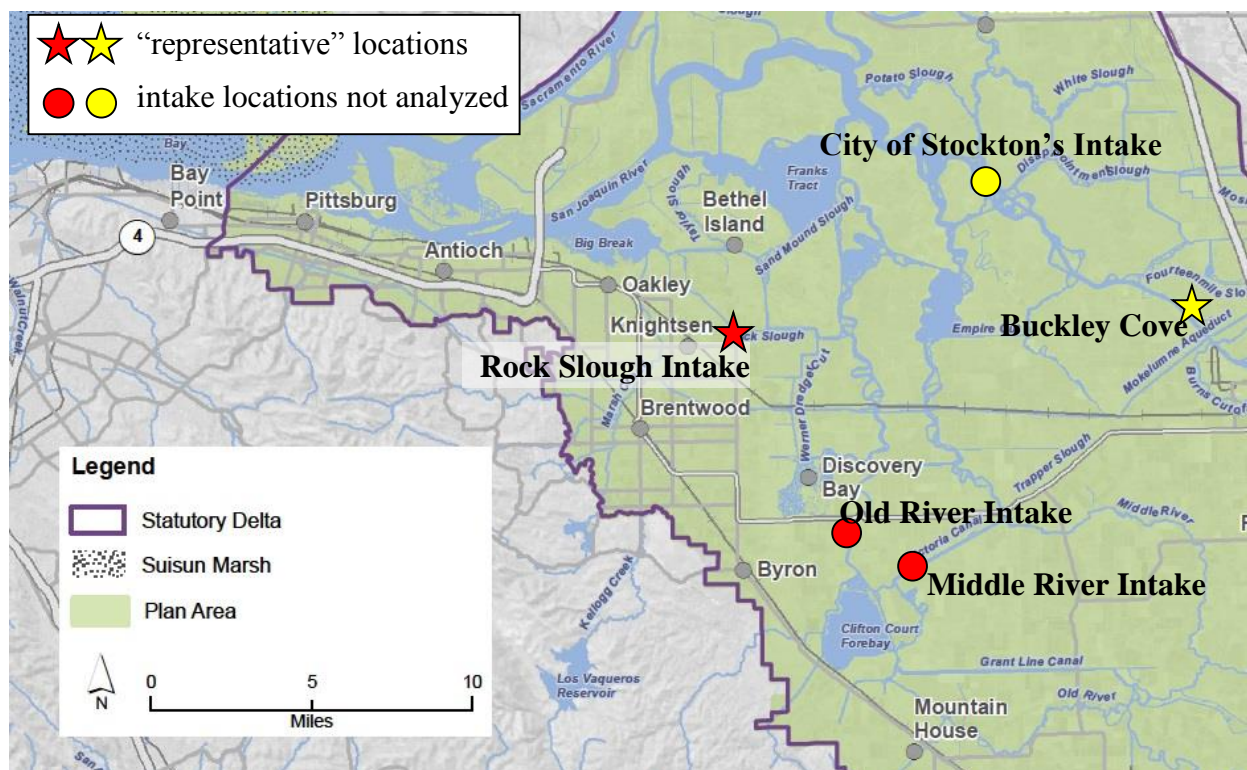 “representative” locations
intake locations not analyzed
Slough
Sacramento River
Potato Slough
White Slough
City of Stockton's Intake
Disappointment Slough
Bay
Bay
Point
Pittsburg
4
Antioch
San Joaquin River
Taylor Slough
Franks
Tract
Bethel
Island
Big Break
Sand Mound Slough
Oakley
Fourteenmile Slo
Walnut Creek
Knightsen
ck Slough
Empire C
Buckley Cove
Mokelumne Aqueduct
Rock Slough Intake
Burns Cutof
Marsh C
Werner Dredger Cut
Brentwood
Legend
Statutory Delta
Suisun Marsh
Plan Area
N
0
5
10
Miles
Discovery
Bay
Trapper Slough
Old River Intake
Middle River
ctoria Canal
Byron
Middle River Intake
Kellogg Creek
Clifton Court
Forebay
Los Vaqueros
Reservoir
Grant Line Canal
Old River
Mountain
House